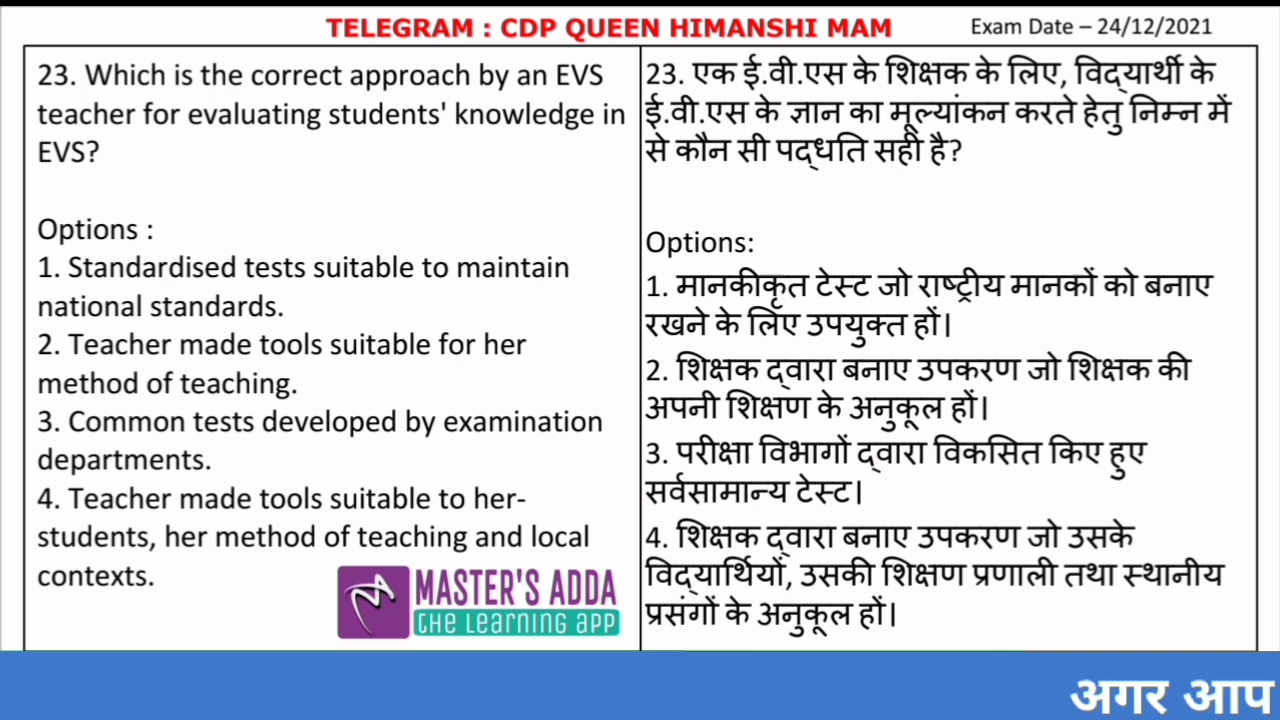 TELEGRAM : CDP QUEEN HIMANSHI MAM
Exam Date – 24/12/2021
23. Which is the correct approach by an EVS
teacher for evaluating students' knowledge in
EVS?
Options :
1. Standardised tests suitable to maintain
national standards.
2. Teacher made tools suitable for her
method of teaching.
3. Common tests developed by examination
departments.
4. Teacher made tools suitable to her-
students, her method of teaching and local
contexts.
MASTER'S ADDA
the Learning app
23. एक ई.वी.एस के शिक्षक के लिए, विद्यार्थी के
ई.वी.एस के ज्ञान का मूल्यांकन करते हेतु निम्न में
से कौन सी पद्धति सही है?
Options:
1. मानकीकृत टेस्ट जो राष्ट्रीय मानकों को बनाए
रखने के लिए उपयुक्त हों।
2. शिक्षक द्वारा बनाए उपकरण जो शिक्षक की
अपनी शिक्षण के अनुकूल हों।
3. परीक्षा विभागों द्वारा विकसित किए हुए
सर्वसामान्य टेस्ट।
4. शिक्षक द्वारा बनाए उपकरण जो उसके
विद्यार्थियों, उसकी शिक्षण प्रणाली तथा स्थानीय
प्रसंगों के अनुकूल हों।
अगर आप